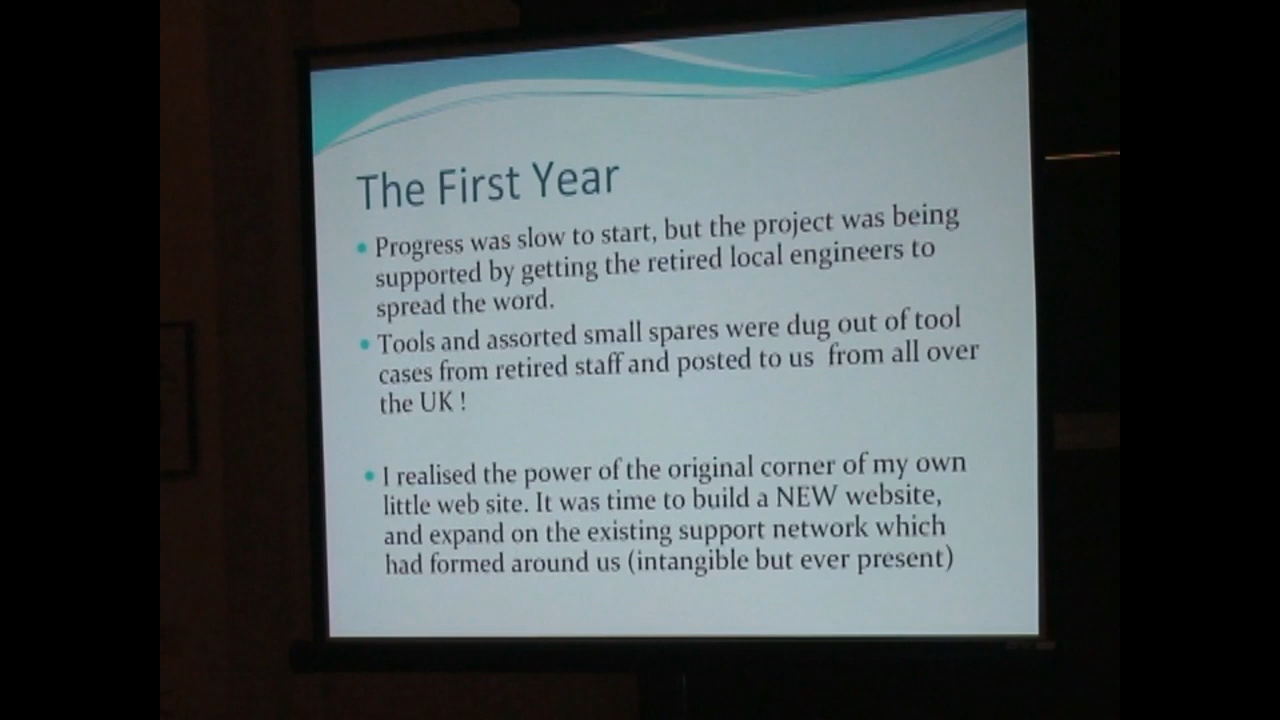 The First Year
• Progress was slow to start, but the project was being
supported by getting the retired local engineers to
spread the word.
• Tools and assorted small spares were dug out of tool
cases from retired staff and posted to us  from all over
the UK !
• I realised the power of the original corner of my own
little web site. It was time to build a NEW website,
and expand on the existing support network which
had formed around us (intangible but ever present)